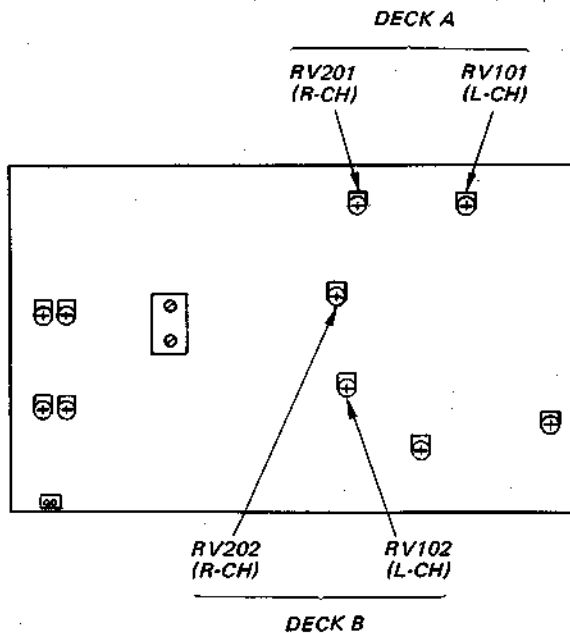 DECK A
RV201 RV101
(R-CH) (L-CH)
RV202 RV102
(R-CH) (L-CH)
DECK B